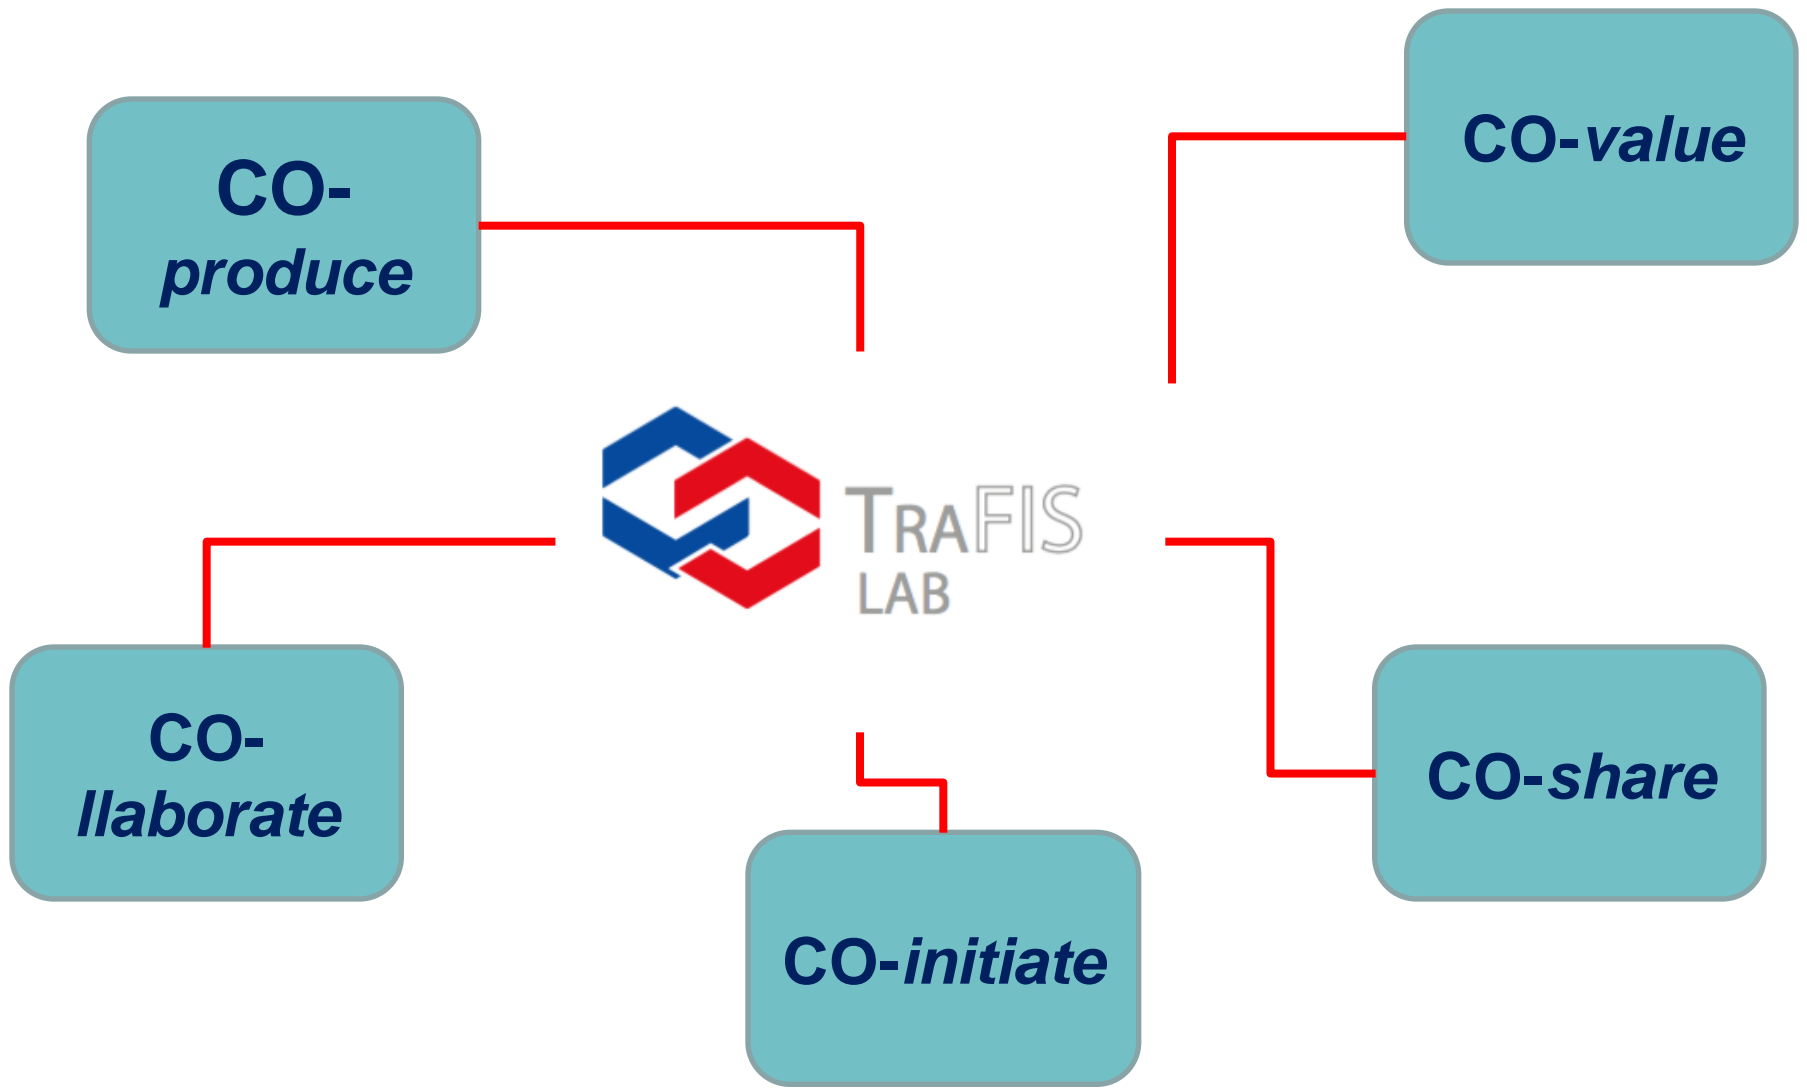 CO-value
CO-
produce
TRAFIS
LAB
CO-
llaborate
CO-share
CO-initiate